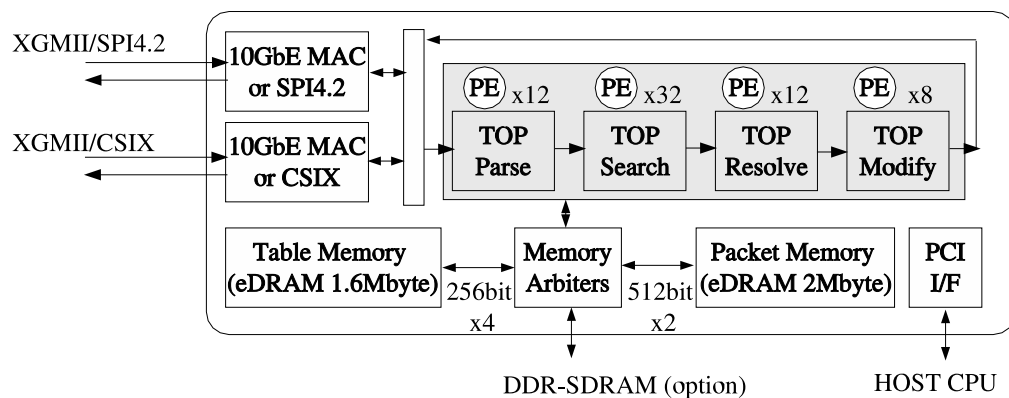 XGMII/SPI4.2
10GbE MAC
or SPI4.2
XGMII/CSIX
10GbE MAC
or CSIX
PE x12
PE x32
PE x12
PE x8
TOP
Parse
TOP
Search
TOP
Resolve
TOP
Modify
Table Memory
(eDRAM 1.6Mbyte)
256bit
x4
Memory
Arbiters
512bit
x2
Packet Memory
(eDRAM 2Mbyte)
PCI
I/F
DDR-SDRAM (option)
HOST CPU